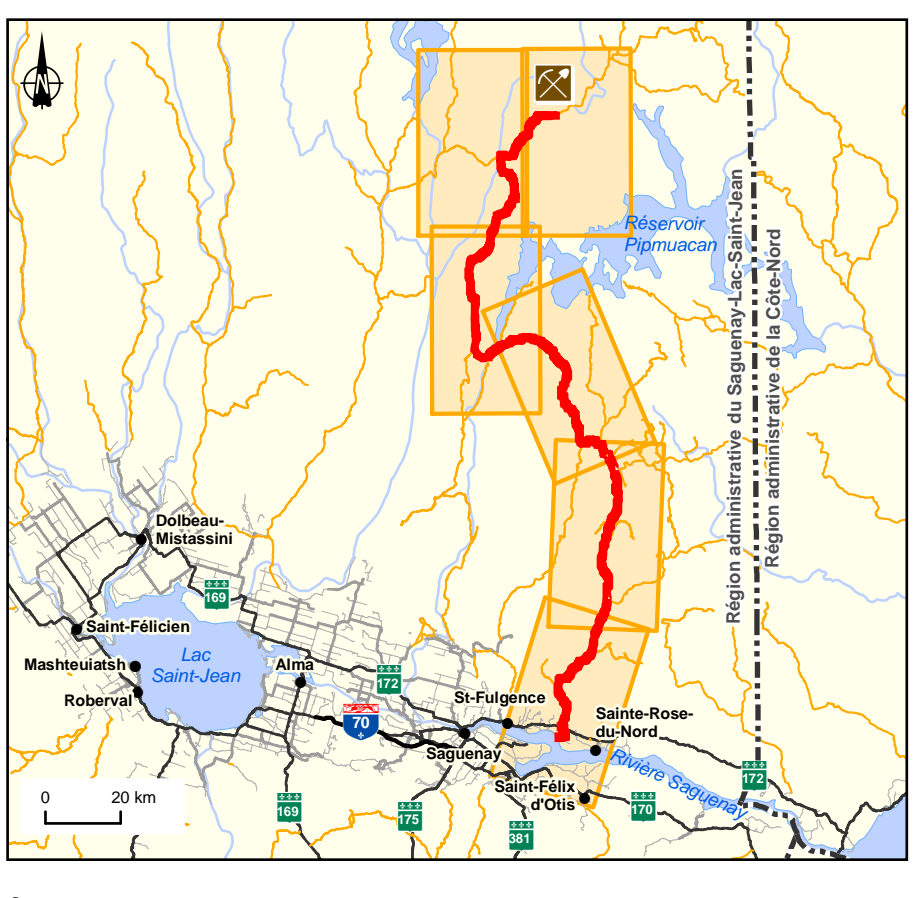 N
Réservoir
Pipmuacan
Région administrative du Saguenay-Lac-Saint-Jean
Région administrative de la Côte-Nord
Dolbeau-
Mistassini
169
Saint-Félicien
Mashteuiatsh
Lac
Saint-Jean
Alma
Roberval
172
70
St-Fulgence
Saguenay
Sainte-Rose-
du-Nord
Rivière Saguenay
Saint-Félix
d'Otis
172
170
0 20 km
169
175
381